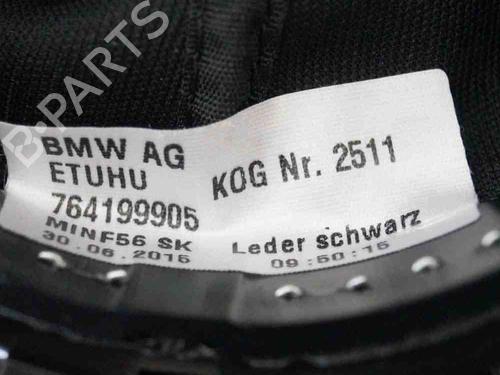 B-PARTS
BMW AG
ETUHU
764199905
MINF56 SK
30.06.2015
KOG Nr. 2511
Leder schwarz
09:50:15